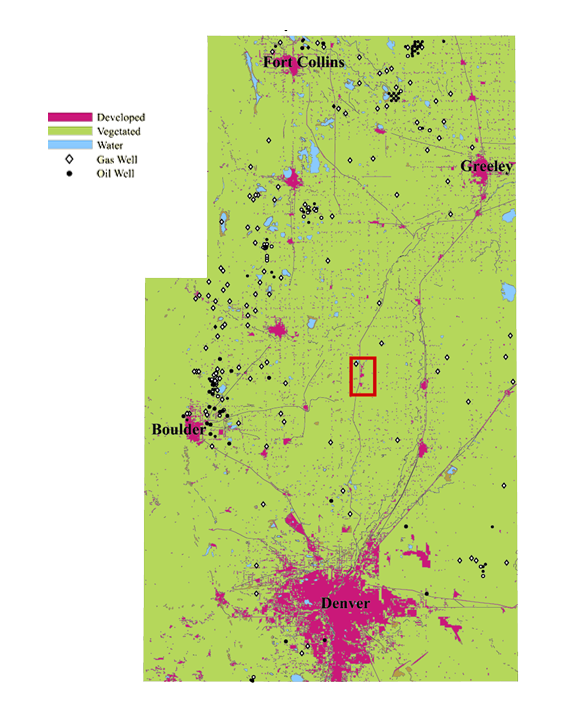 Fort Collins
Developed
Vegetated
Water
Gas Well
Oil Well
Greeley
Boulder
Denver